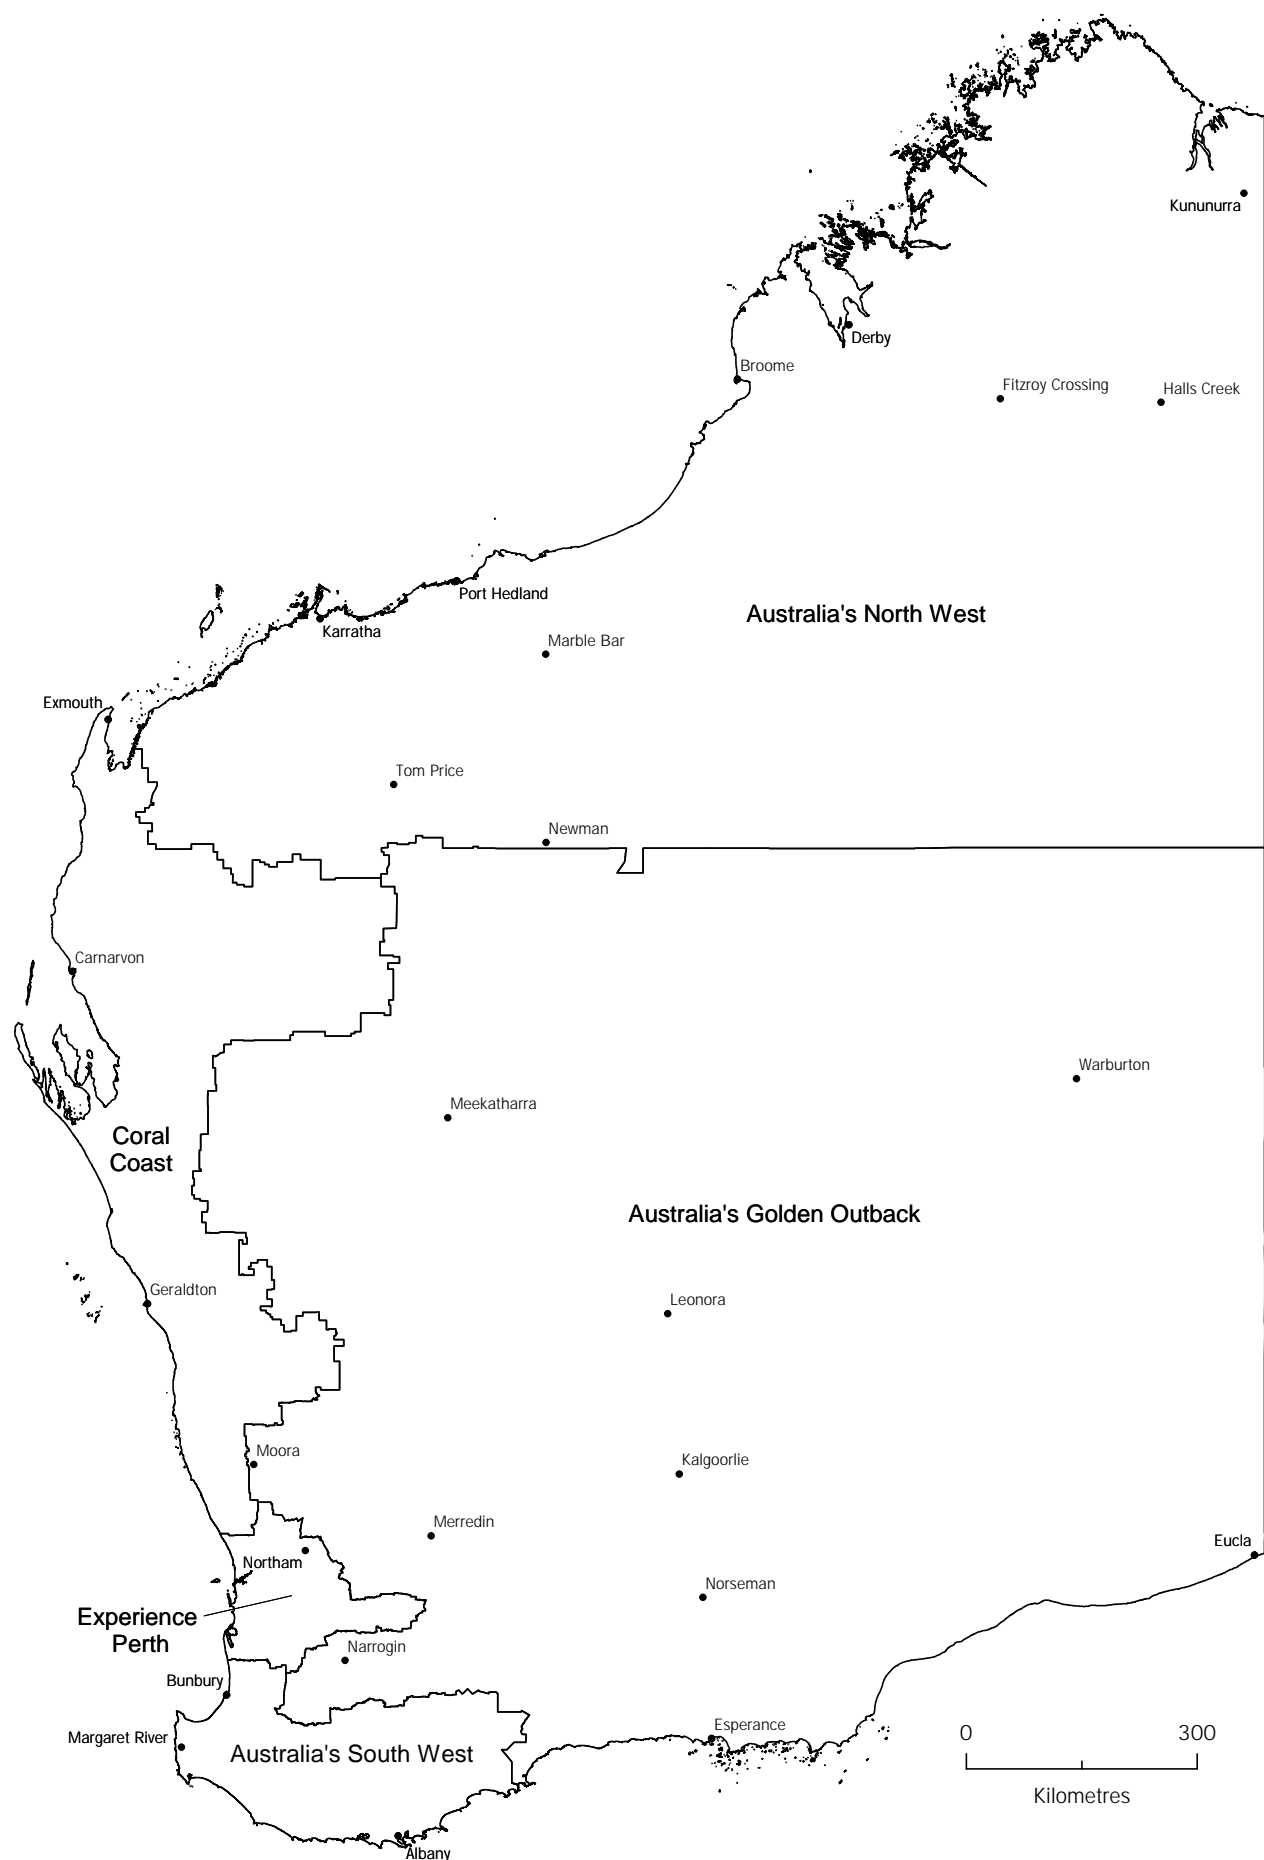 Kununurra
Derby
Broome
Fitzroy Crossing
Halls Creek
Port Hedland
Australia's North West
Karratha
Marble Bar
Exmouth
Tom Price
Newman
Carnarvon
Warburton
Meekatharra
Coral
Coast
Australia's Golden Outback
Geraldton
Leonora
Moora
Kalgoorlie
Merredin
Eucla
Northam
Norseman
Experience
Perth
Narrogin
Bunbury
Margaret River
Esperance
Australia's South West
0 300
Kilometres
Albany